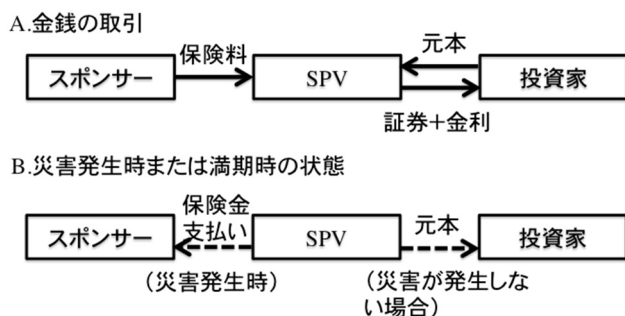 A.金銭の取引
スポンサー
保険料
SPV
元本
証券+金利
投資家
B.災害発生時または満期時の状態
スポンサー
保険金
支払い
(災害発生時)
SPV
元本
(災害が発生しな
い場合)
投資家